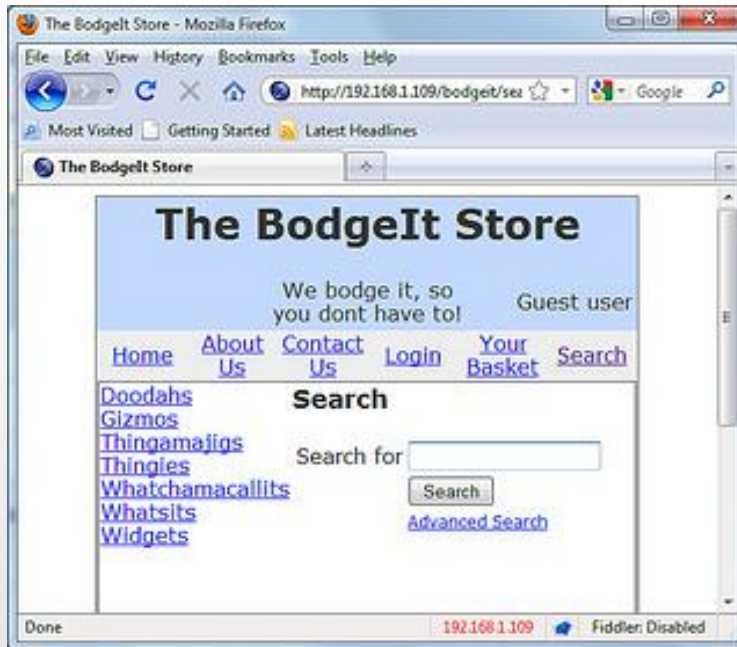 The BodgeIt Store - Mozilla Firefox
File Edit View History Bookmarks Tools Help
http://192.168.1.109/bodgeit/sea
Google
Most Visited Getting Started Latest Headlines
The BodgeIt Store
The BodgeIt Store
We bodge it, so
you dont have to!
Guest user
Home About Us Contact Us Login Your Basket Search
Doodahs
Gizmos
Thingamajigs
Thingies
Whatchamacallits
Whatsits
Widgets
Search
Search for
Search
Advanced Search
Done 192.168.1.109 Fiddler: Disabled